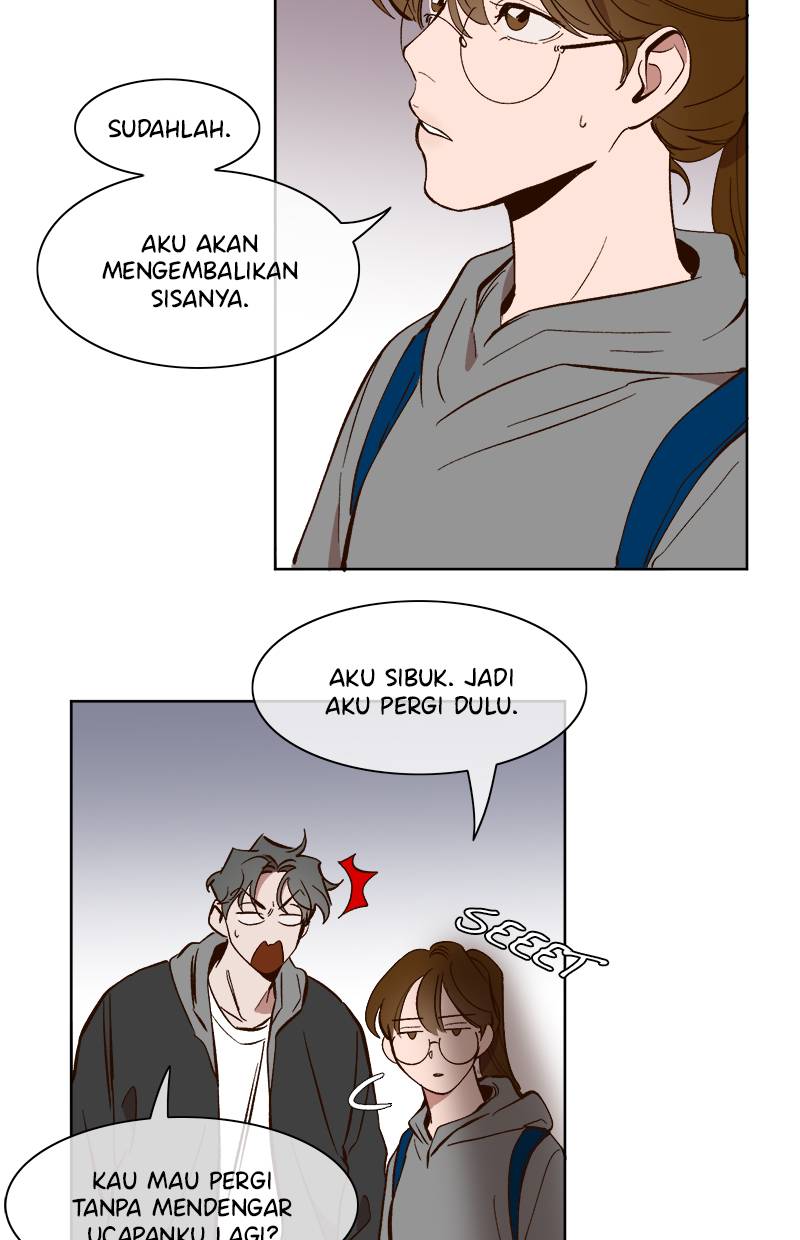 SUDAHLAH.
AKU AKAN
MENGEMBALIKAN
SISANYA.
AKU SIBUK. JADI
AKU PERGI DULU.
SEEET
KAU MAU PERGI
TANPA MENDENGAR
UCAPANKU LAGI?